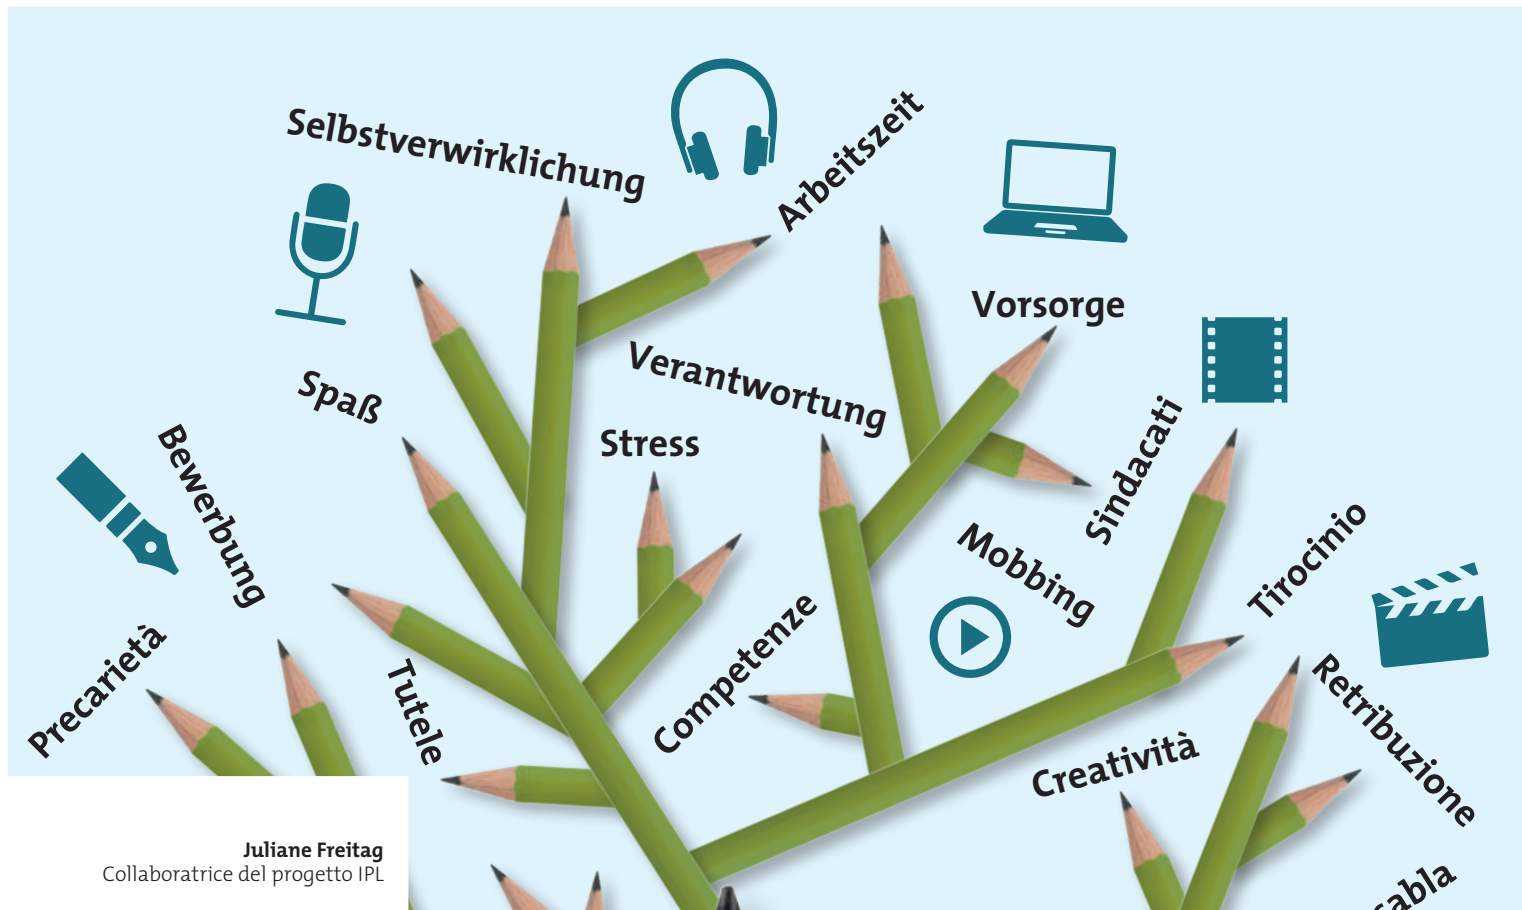 Selbstverwirklichung
Arbeitszeit
Vorsorge
Verantwortung
Spaß
Stress
Sindacati
Bewerbung
Mobbing
Tirocinio
Precarietà
Tutele
Competenze
Retribuzione
Creatività
Juliane Freitag
Collaboratrice del progetto IPL